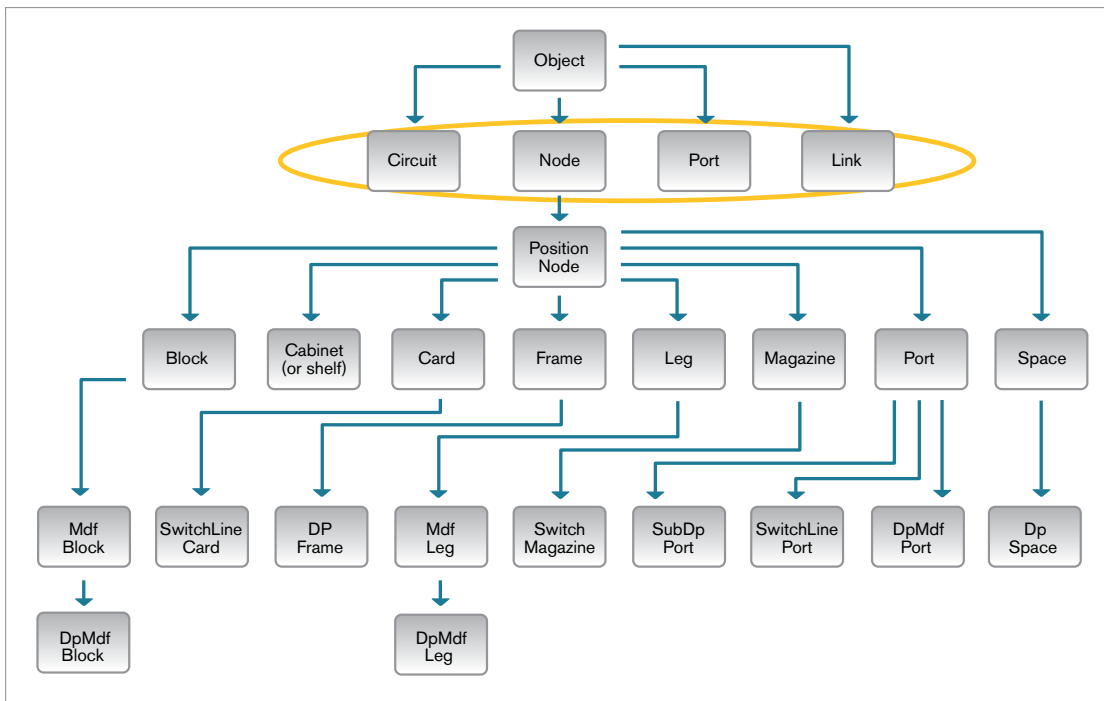 Object
Circuit
Node
Port
Link
Position
Node
Block
Cabinet
(or shelf)
Card
Frame
Leg
Magazine
Port
Space
Mdf
Block
SwitchLine
Card
DP
Frame
Mdf
Leg
Switch
Magazine
SubDp
Port
SwitchLine
Port
DpMdf
Port
Dp
Space
DpMdf
Block
DpMdf
Leg